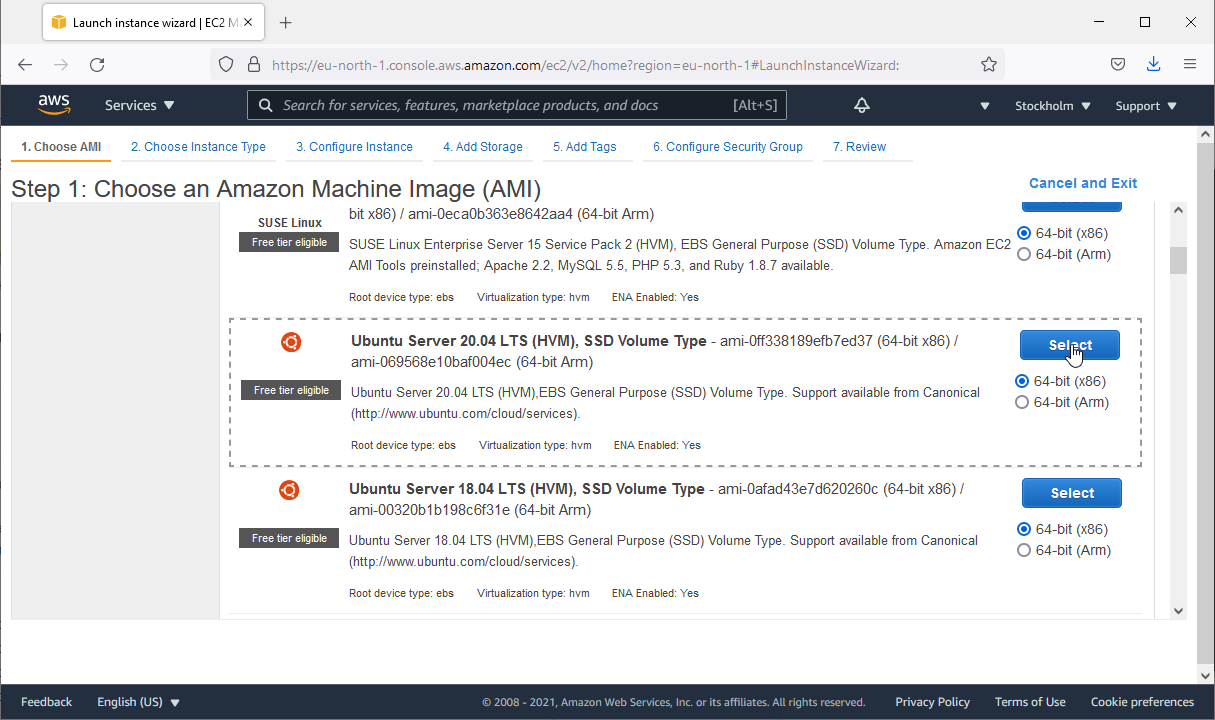 Launch instance wizard | EC2 M
https://eu-north-1.console.aws.amazon.com/ec2/v2/home?region=eu-north-1#LaunchInstanceWizard:
aws
Services
Search for services, features, marketplace products, and docs
[Alt+S]
Stockholm
Support
1. Choose AMI
2. Choose Instance Type
3. Configure Instance
4. Add Storage
5. Add Tags
6. Configure Security Group
7. Review
Step 1: Choose an Amazon Machine Image (AMI)
Cancel and Exit
SUSE Linux
Free tier eligible
bit x86) / ami-0eca0b363e8642aa4 (64-bit Arm)
SUSE Linux Enterprise Server 15 Service Pack 2 (HVM), EBS General Purpose (SSD) Volume Type. Amazon EC2
AMI Tools preinstalled; Apache 2.2, MySQL 5.5, PHP 5.3, and Ruby 1.8.7 available.
Root device type: ebs Virtualization type: hvm ENA Enabled: Yes
64-bit (x86)
64-bit (Arm)
Free tier eligible
Ubuntu Server 20.04 LTS (HVM), SSD Volume Type - ami-0ff338189efb7ed37 (64-bit x86) /
ami-069568e10baf004ec (64-bit Arm)
Ubuntu Server 20.04 LTS (HVM),EBS General Purpose (SSD) Volume Type. Support available from Canonical
(http://www.ubuntu.com/cloud/services).
Root device type: ebs Virtualization type: hvm ENA Enabled: Yes
Select
64-bit (x86)
64-bit (Arm)
Free tier eligible
Ubuntu Server 18.04 LTS (HVM), SSD Volume Type - ami-0afad43e7d620260c (64-bit x86) /
ami-00320b1b198c6f31e (64-bit Arm)
Ubuntu Server 18.04 LTS (HVM),EBS General Purpose (SSD) Volume Type. Support available from Canonical
(http://www.ubuntu.com/cloud/services).
Root device type: ebs Virtualization type: hvm ENA Enabled: Yes
Select
64-bit (x86)
64-bit (Arm)
Feedback
English (US)
© 2008 - 2021, Amazon Web Services, Inc. or its affiliates. All rights reserved.
Privacy Policy
Terms of Use
Cookie preferences